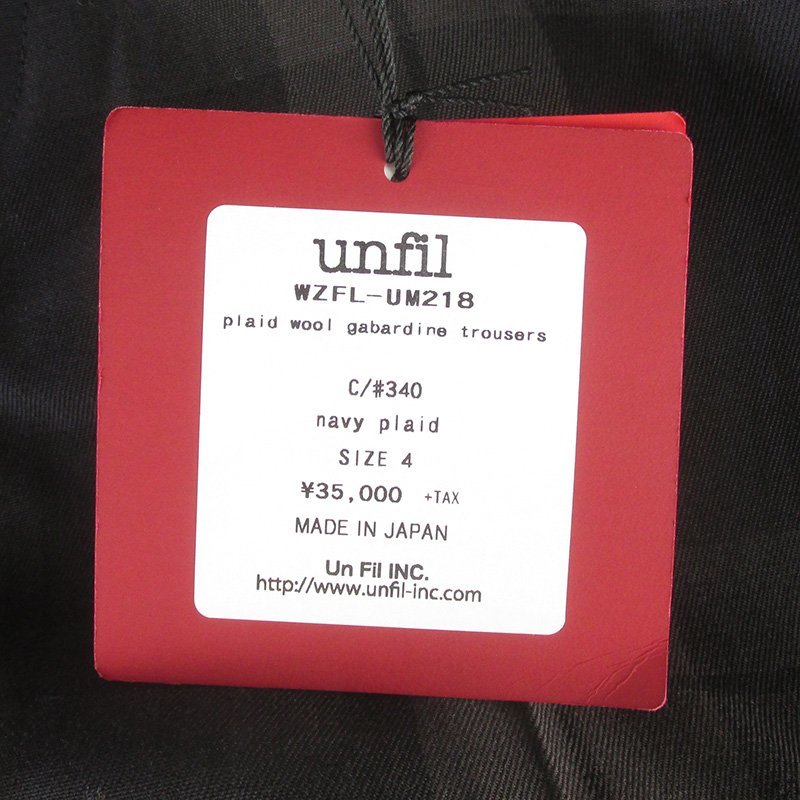 unfil
WZFL-UM218
plaid wool gabardine trousers
C/#340
navy plaid
SIZE 4
¥35,000 +TAX
MADE IN JAPAN
Un Fil INC.
http://www.unfil-inc.com